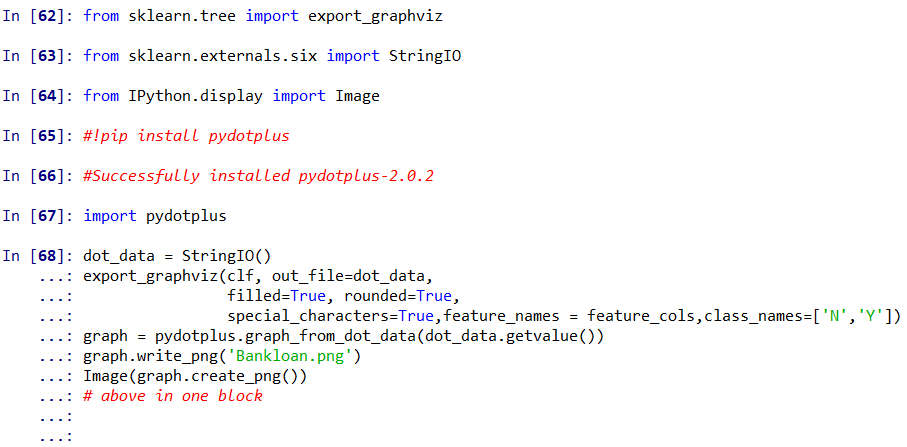 In [62]: from sklearn.tree import export_graphviz
In [63]: from sklearn.externals.six import StringIO
In [64]: from IPython.display import Image
In [65]: #!pip install pydotplus
In [66]: #Successfully installed pydotplus-2.0.2
In [67]: import pydotplus
In [68]: dot_data = StringIO()
    ...: export_graphviz(clf, out_file=dot_data,
    ...:                 filled=True, rounded=True,
    ...:                 special_characters=True,feature_names = feature_cols,class_names=['N','Y'])
    ...: graph = pydotplus.graph_from_dot_data(dot_data.getvalue())
    ...: graph.write_png('Bankloan.png')
    ...: Image(graph.create_png())
    ...: # above in one block
    ...:
    ...: